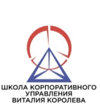 ШКОЛА КОРПОРАТИВНОГО
УПРАВЛЕНИЯ
ВИТАЛИЯ КОРОЛЕВА